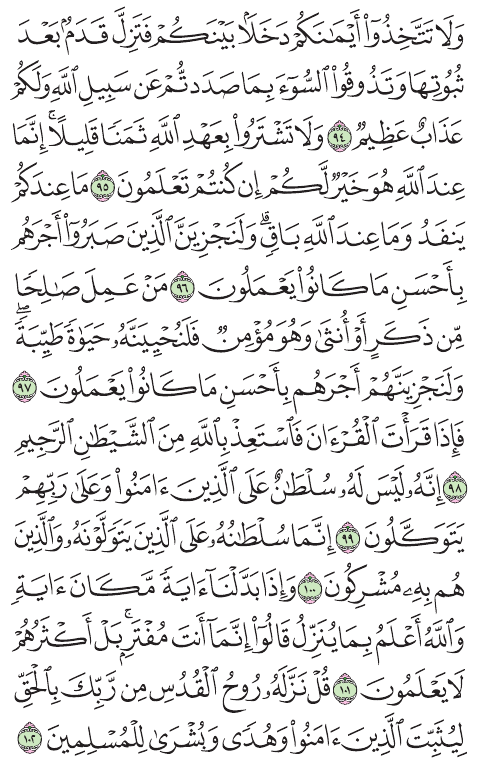 وَلَا تَتَّخِذُوٓا۟ أَيْمَٰنَكُمْ دَخَلًۢا بَيْنَكُمْ فَتَزِلَّ قَدَمٌۢ بَعْدَ
ثُبُوتِهَا وَتَذُوقُوا۟ ٱلسُّوٓءَ بِمَا صَدَدتُّمْ عَن سَبِيلِ ٱللَّهِ وَلَكُمْ
عَذَابٌ عَظِيمٌ ٩٤ وَلَا تَشْتَرُوا۟ بِعَهْدِ ٱللَّهِ ثَمَنًا قَلِيلًا ۚ إِنَّمَا
عِندَ ٱللَّهِ هُوَ خَيْرٌ لَّكُمْ إِن كُنتُمْ تَعْلَمُونَ ٩٥ مَا عِندَكُمْ
يَنفَدُ وَمَا عِندَ ٱللَّهِ بَاقٍ ۗ وَلَنَجْزِيَنَّ ٱلَّذِينَ صَبَرُوٓا۟ أَجْرَهُم
بِأَحْسَنِ مَا كَانُوا۟ يَعْمَلُونَ ٩٦ مَنْ عَمِلَ صَٰلِحًا
مِّن ذَكَرٍ أَوْ أُنثَىٰ وَهُوَ مُؤْمِنٌ فَلَنُحْيِيَنَّهُۥ حَيَوٰةً طَيِّبَةً ۖ
وَلَنَجْزِيَنَّهُمْ أَجْرَهُم بِأَحْسَنِ مَا كَانُوا۟ يَعْمَلُونَ ٩٧
فَإِذَا قَرَأْتَ ٱلْقُرْءَانَ فَٱسْتَعِذْ بِٱللَّهِ مِنَ ٱلشَّيْطَٰنِ ٱلرَّجِيمِ
٩٨ إِنَّهُۥ لَيْسَ لَهُۥ سُلْطَٰنٌ عَلَى ٱلَّذِينَ ءَامَنُوا۟ وَعَلَىٰ رَبِّهِمْ
يَتَوَكَّلُونَ ٩٩ إِنَّمَا سُلْطَٰنُهُۥ عَلَى ٱلَّذِينَ يَتَوَلَّوْنَهُۥ وَٱلَّذِينَ
هُم بِهِۦ مُشْرِكُونَ ١٠٠ وَإِذَا بَدَّلْنَآ ءَايَةً مَّكَانَ ءَايَةٍ ۙ
وَٱللَّهُ أَعْلَمُ بِمَا يُنَزِّلُ قَالُوٓا۟ إِنَّمَآ أَنتَ مُفْتَرٍۭ ۚ بَلْ أَكْثَرُهُمْ
لَا يَعْلَمُونَ ١٠١ قُلْ نَزَّلَهُۥ رُوحُ ٱلْقُدُسِ مِن رَّبِّكَ بِٱلْحَقِّ
لِيُثَبِّتَ ٱلَّذِينَ ءَامَنُوا۟ وَهُدًى وَبُشْرَىٰ لِلْمُسْلِمِينَ ١٠٢